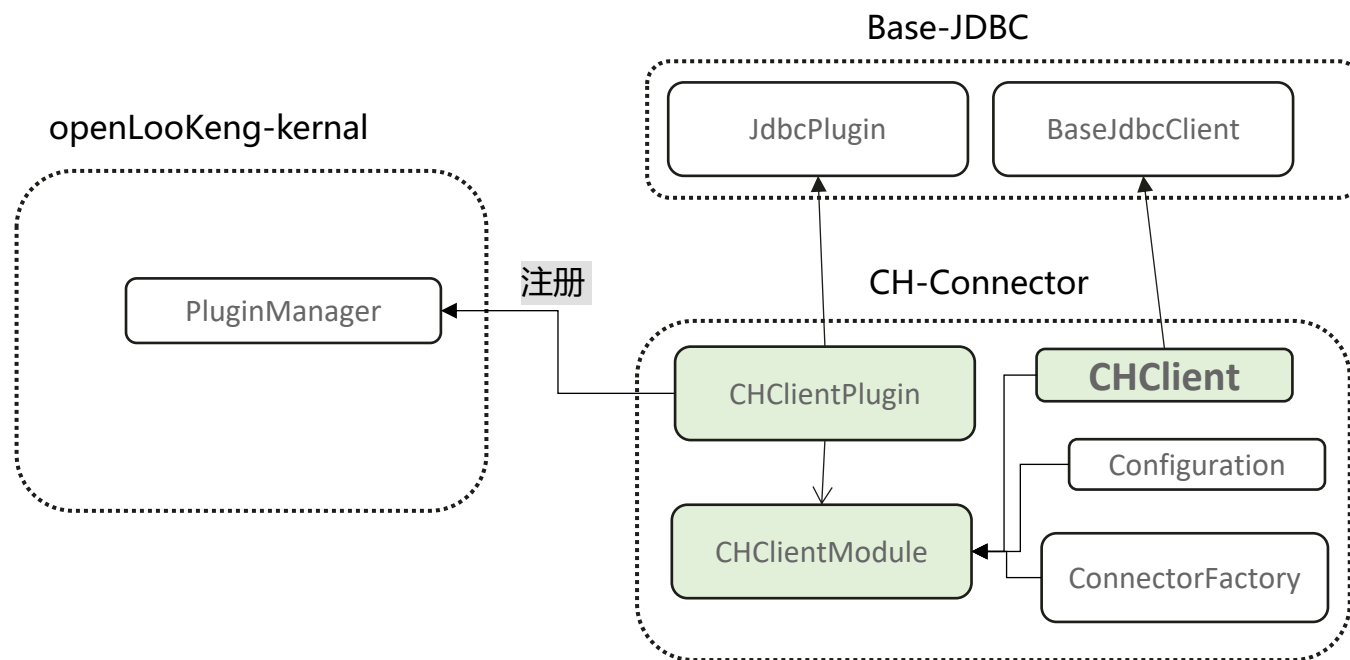 Base-JDBC
JdbcPlugin
BaseJdbcClient
openLooKeng-kernal
PluginManager
注册
CH-Connector
CHClientPlugin
CHClient
Configuration
CHClientModule
ConnectorFactory